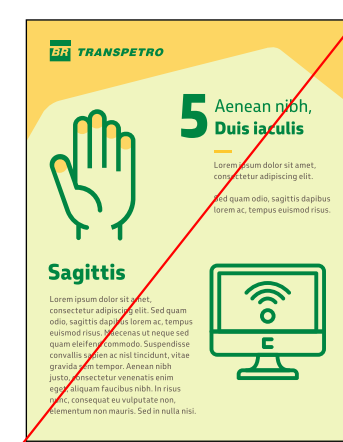 BR TRANSPETRO
5 Aenean nibh,
Duis iaculis
Lorem ipsum dolor sit amet,
consectetur adipiscing elit.
Sed quam odio, sagittis dapibus
lorem ac, tempus euismod risus.
Sagittis
Lorem ipsum dolor sit amet,
consectetur adipiscing elit. Sed quam
odio, sagittis dapibus lorem ac, tempus
euismod risus. Maecenas ut neque sed
quam eleifend commodo. Suspendisse
convallis sapien ac nisl tincidunt, vitae
gravida sem tempor. Aenean nibh
justo, consectetur venenatis enim
eget, aliquam faucibus nibh. In risus
nunc, consequat eu vulputate non,
elementum non mauris. Sed in nulla nisi.